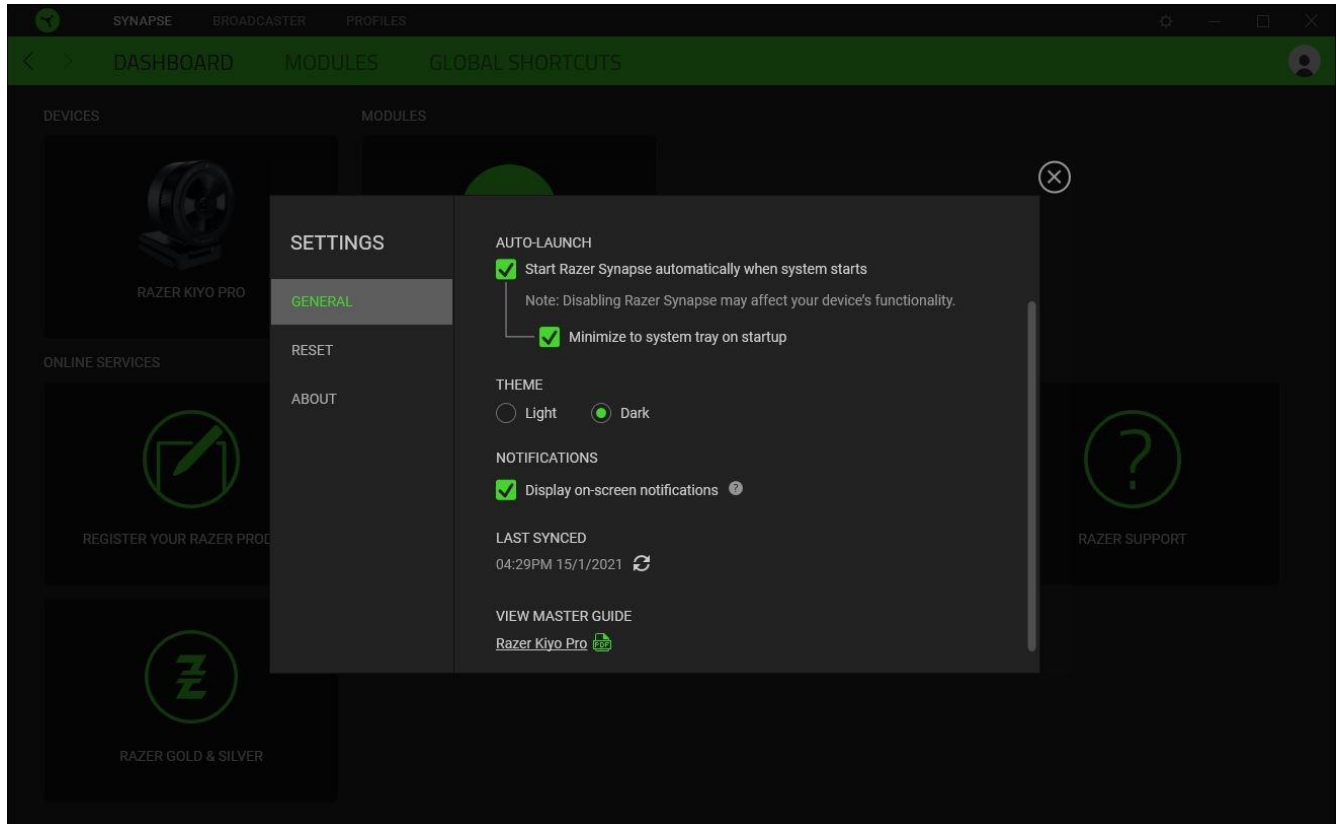 SYNAPSE BROADCASTER PROFILES
DASHBOARD MODULES GLOBAL SHORTCUTS
DEVICES MODULES
RAZER KIYO PRO
ONLINE SERVICES
REGISTER YOUR RAZER PROD
RAZER SUPPORT
RAZER GOLD & SILVER
SETTINGS
GENERAL
RESET
ABOUT
AUTO-LAUNCH
Start Razer Synapse automatically when system starts
Note: Disabling Razer Synapse may affect your device's functionality.
Minimize to system tray on startup
THEME
Light Dark
NOTIFICATIONS
Display on-screen notifications ?
LAST SYNCED
04:29PM 15/1/2021
VIEW MASTER GUIDE
Razer Kiyo Pro PDF